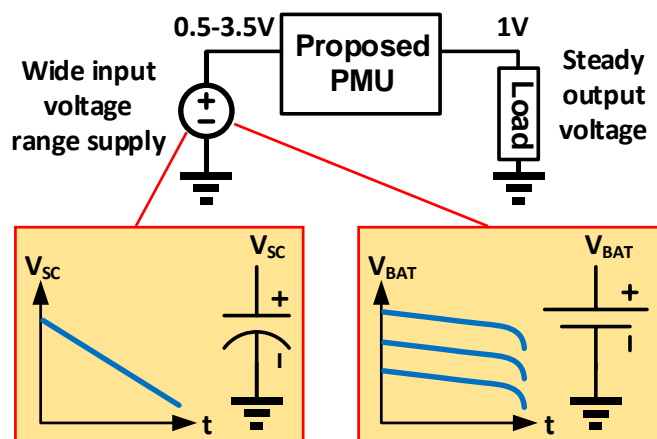 0.5-3.5V
Proposed
PMU
1V
Wide input
voltage
range supply
+
−
Load
Steady
output
voltage
VSC
t
VSC
+
−
VBAT
t
VBAT
+
−